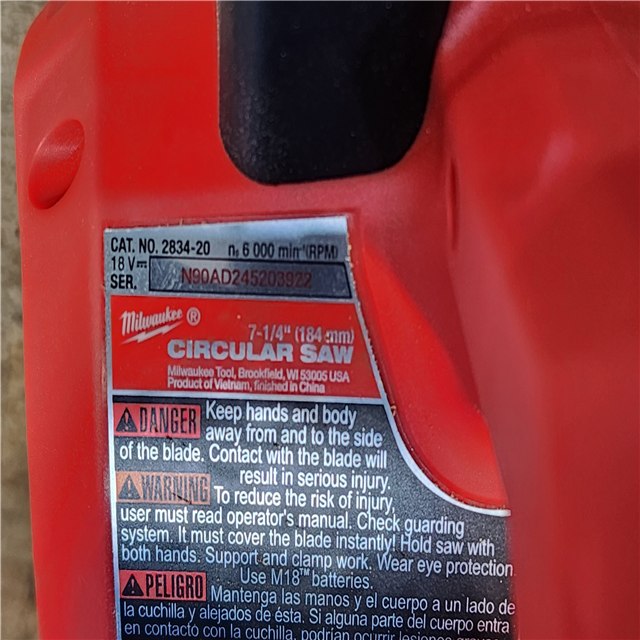 CAT. NO. 2834-20 n₀ 6 000 min⁻¹(RPM)
18 V⎓
SER. N90AD245203922
Milwaukee ®
7-1/4" (184 mm)
CIRCULAR SAW
Milwaukee Tool, Brookfield, WI 53005 USA
Product of Vietnam, finished in China
DANGER Keep hands and body
away from and to the side
of the blade. Contact with the blade will
result in serious injury.
WARNING To reduce the risk of injury,
user must read operator's manual. Check guarding
system. It must cover the blade instantly! Hold saw with
both hands. Support and clamp work. Wear eye protection.
Use M18™ batteries.
PELIGRO Mantenga las manos y el cuerpo a un lado de
la cuchilla y alejados de ésta. Si alguna parte del cuerpo entra
en contacto con la cuchilla, podrían ocurrir lesiones